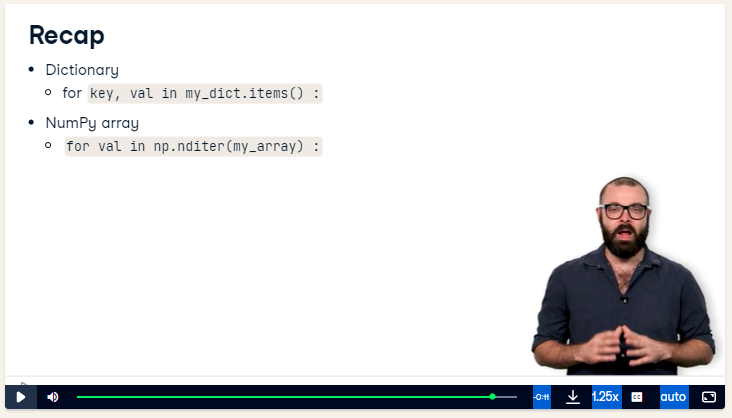 Recap
Dictionary
for key, val in my_dict.items() :
NumPy array
for val in np.nditer(my_array) :
-0:11
1.25x
CC
auto